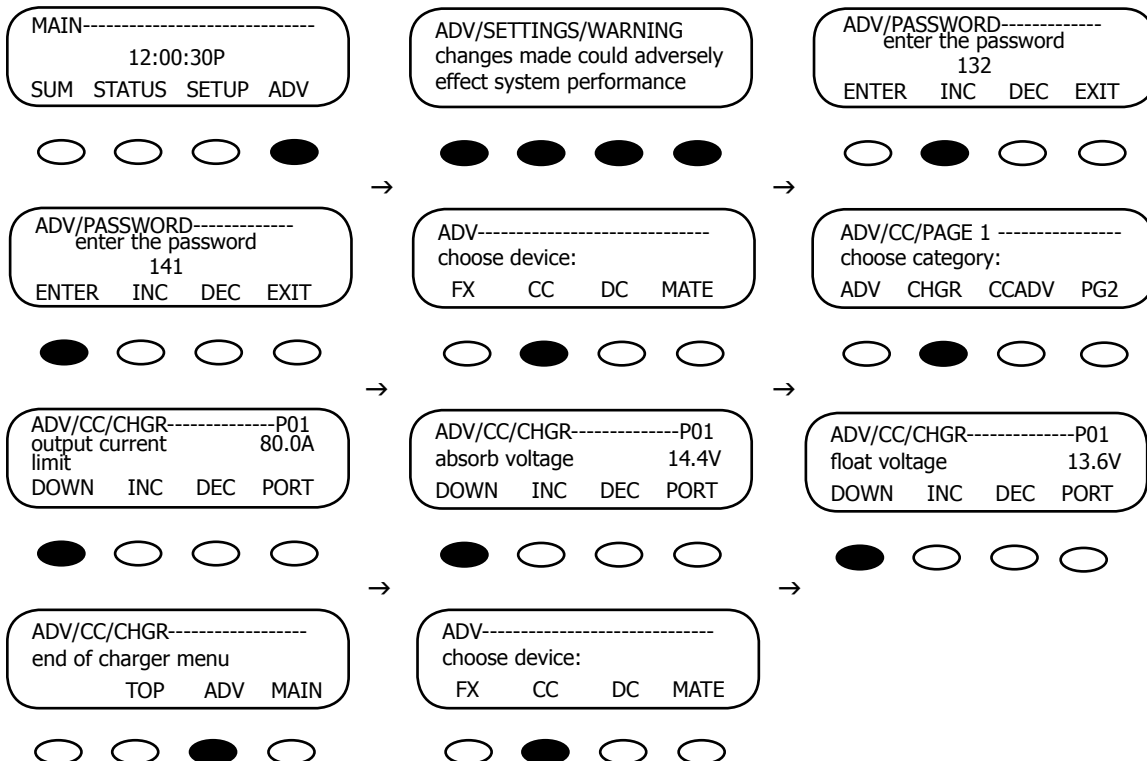 MAIN------------------------------
12:00:30P
SUM STATUS SETUP ADV
ADV/SETTINGS/WARNING
changes made could adversely
effect system performance
ADV/PASSWORD-------------
enter the password
132
ENTER INC DEC EXIT
→
→
ADV/PASSWORD-------------
enter the password
141
ENTER INC DEC EXIT
ADV------------------------------
choose device:
FX CC DC MATE
ADV/CC/PAGE 1 ----------------
choose category:
ADV CHGR CCADV PG2
→
→
ADV/CC/CHGR--------------P01
output current 80.0A
limit
DOWN INC DEC PORT
ADV/CC/CHGR--------------P01
absorb voltage 14.4V
DOWN INC DEC PORT
ADV/CC/CHGR--------------P01
float voltage 13.6V
DOWN INC DEC PORT
→
→
ADV/CC/CHGR------------------
end of charger menu
TOP ADV MAIN
ADV------------------------------
choose device:
FX CC DC MATE